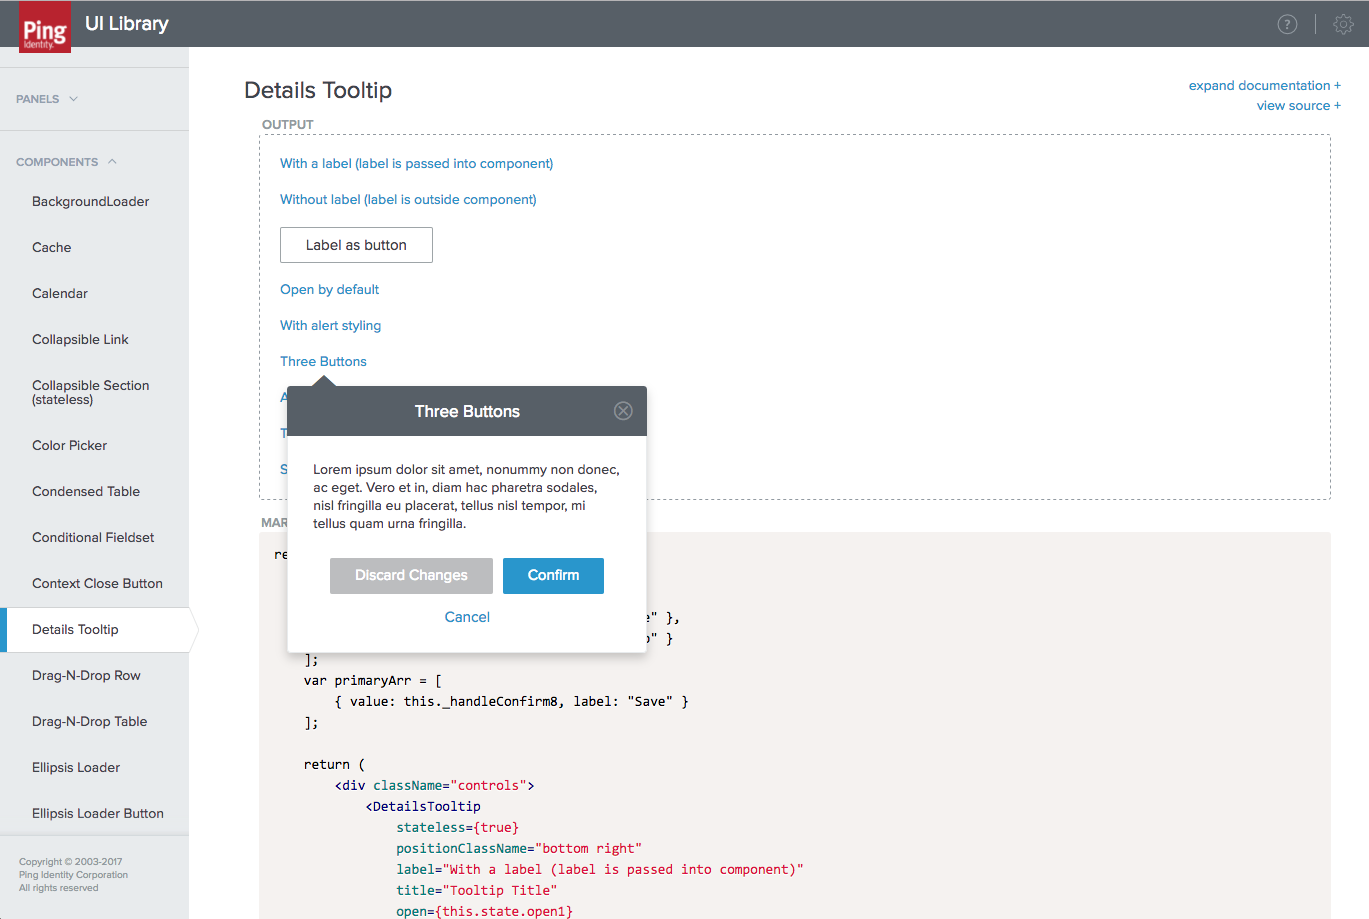 Ping
Identity.
UI Library
?
PANELS
COMPONENTS
BackgroundLoader
Cache
Calendar
Collapsible Link
Collapsible Section
(stateless)
Color Picker
Condensed Table
Conditional Fieldset
Context Close Button
Details Tooltip
Drag-N-Drop Row
Drag-N-Drop Table
Ellipsis Loader
Ellipsis Loader Button
Copyright © 2003-2017
Ping Identity Corporation
All rights reserved
Details Tooltip
expand documentation +
view source +
OUTPUT
With a label (label is passed into component)
Without label (label is outside component)
Label as button
Open by default
With alert styling
Three Buttons
A
T
S
Three Buttons
Lorem ipsum dolor sit amet, nonummy non donec,
ac eget. Vero et in, diam hac pharetra sodales,
nisl fringilla eu placerat, tellus nisl tempor, mi
tellus quam urna fringilla.
Discard Changes
Confirm
Cancel
MAR
re
" },
" }
];
var primaryArr = [
{ value: this._handleConfirm8, label: "Save" }
];
return (
<div className="controls">
<DetailsTooltip
stateless={true}
positionClassName="bottom right"
label="With a label (label is passed into component)"
title="Tooltip Title"
open={this.state.open1}